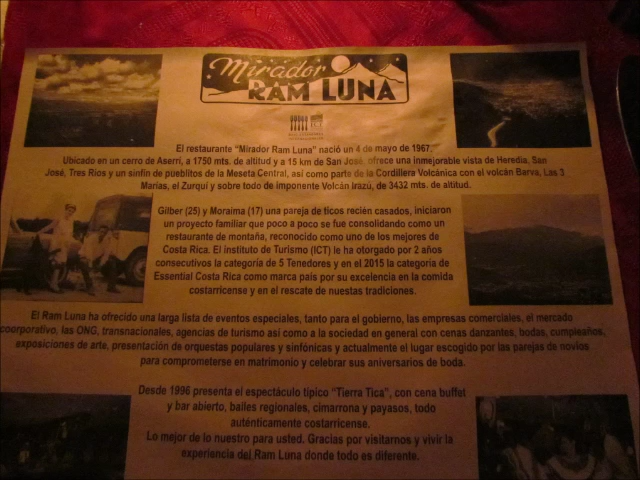 Mirador
RAM LUNA
El restaurante "Mirador Ram Luna" nació un 4 de mayo de 1967.
Ubicado en un cerro de Aserrí, a 1750 mts. de altitud y a 15 km de San José, ofrece una inmejorable vista de Heredia, San
José, Tres Ríos y un sinfin de pueblitos de la Meseta Central, así como parte de la Cordillera Volcánica con el volcán Barva, Las 3
Marías, el Zurquí y sobre todo de imponente Volcán Irazú, de 3432 mts. de altitud.
Gilber (25) y Moraima (17) una pareja de ticos recién casados, iniciaron
un proyecto familiar que poco a poco se fue consolidando como un
restaurante de montaña, reconocido como uno de los mejores de
Costa Rica. El instituto de Turismo (ICT) le ha otorgado por 2 años
consecutivos la categoría de 5 Tenedores y en el 2015 la categoría de
Essential Costa Rica como marca país por su excelencia en la comida
costarricense y en el rescate de nuestas tradiciones.
El Ram Luna ha ofrecido una larga lista de eventos especiales, tanto para el gobierno, las empresas comerciales, el mercado
coorporativo, las ONG, transnacionales, agencias de turismo así como a la sociedad en general con cenas danzantes, bodas, cumpleaños,
exposiciones de arte, presentación de orquestas populares y sinfónicas y actualmente el lugar escogido por las parejas de novios
para comprometerse en matrimonio y celebrar sus aniversarios de boda.
Desde 1996 presenta el espectáculo típico "Tierra Tica", con cena buffet
y bar abierto, bailes regionales, cimarrona y payasos, todo
auténticamente costarricense.
Lo mejor de lo nuestro para usted. Gracias por visitarnos y vivir la
experiencia del Ram Luna donde todo es diferente.